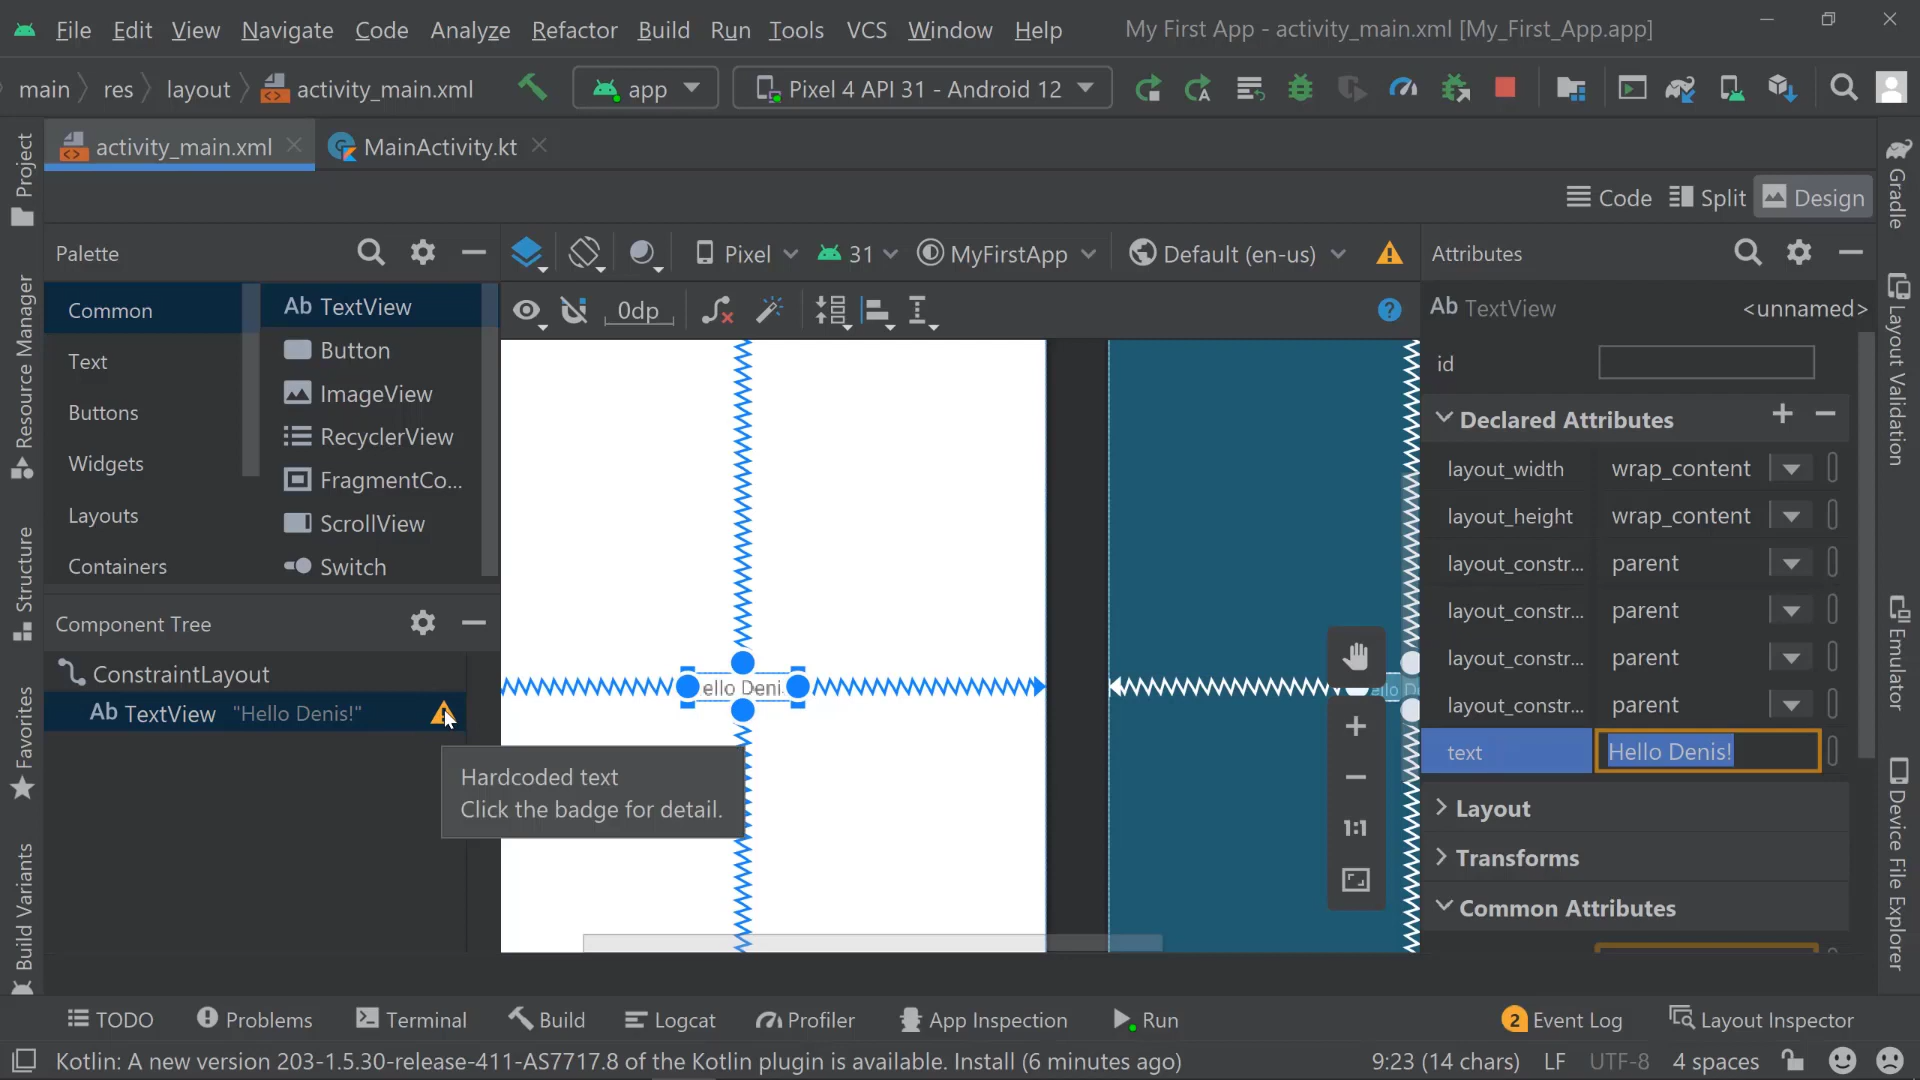 File Edit View Navigate Code Analyze Refactor Build Run Tools VCS Window Help My First App - activity_main.xml [My_First_App.app]
main res layout activity_main.xml app Pixel 4 API 31 - Android 12
activity_main.xml MainActivity.kt
Code Split Design
Project
Resource Manager
Structure
Favorites
Build Variants
Palette
Common
Text
Buttons
Widgets
Layouts
Containers
Ab TextView
Button
ImageView
RecyclerView
FragmentCo...
ScrollView
Switch
Component Tree
ConstraintLayout
Ab TextView "Hello Denis!"
Hardcoded text
Click the badge for detail.
Pixel 31 MyFirstApp Default (en-us)
0dp
ello Deni
ello D
1:1
Attributes
Ab TextView <unnamed>
id
Declared Attributes
layout_width wrap_content
layout_height wrap_content
layout_constr... parent
layout_constr... parent
layout_constr... parent
layout_constr... parent
text Hello Denis!
Layout
Transforms
Common Attributes
Gradle
Layout Validation
Emulator
Device File Explorer
TODO Problems Terminal Build Logcat Profiler App Inspection Run 2 Event Log Layout Inspector
Kotlin: A new version 203-1.5.30-release-411-AS7717.8 of the Kotlin plugin is available. Install (6 minutes ago) 9:23 (14 chars) LF UTF-8 4 spaces